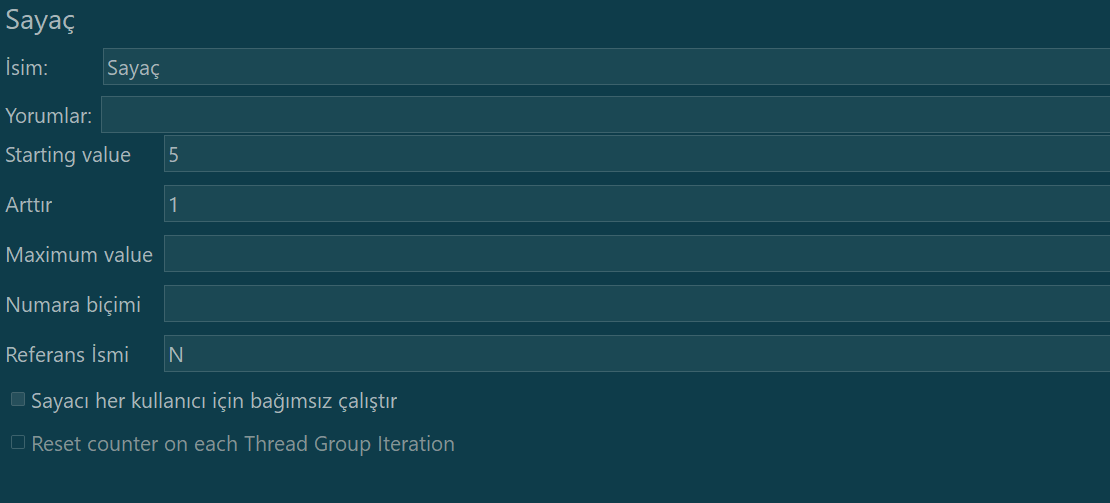 Sayaç
İsim: Sayaç
Yorumlar:
Starting value 5
Arttır 1
Maximum value
Numara biçimi
Referans İsmi N
Sayacı her kullanıcı için bağımsız çalıştır
Reset counter on each Thread Group Iteration